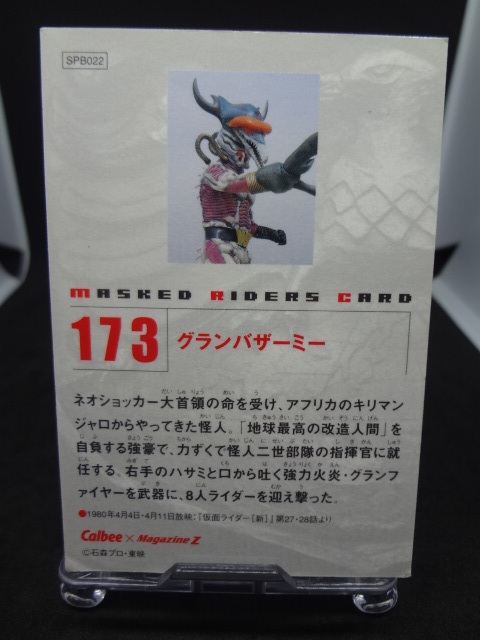 SPB022
MASKED RIDERS CARD
173 グランバザーミー
ネオショッカー大首領の命を受け、アフリカのキリマン
ジャロからやってきた怪人。「地球最高の改造人間」を
自負する強豪で、力ずくで怪人二世部隊の指揮官に就
任する。右手のハサミと口から吐く強力火炎・グランフ
ァイヤーを武器に、8人ライダーを迎え撃った。
●1980年4月4日・4月11日放映:『仮面ライダー[新]』第27・28話より
Calbee × Magazine Z
©石森プロ・東映